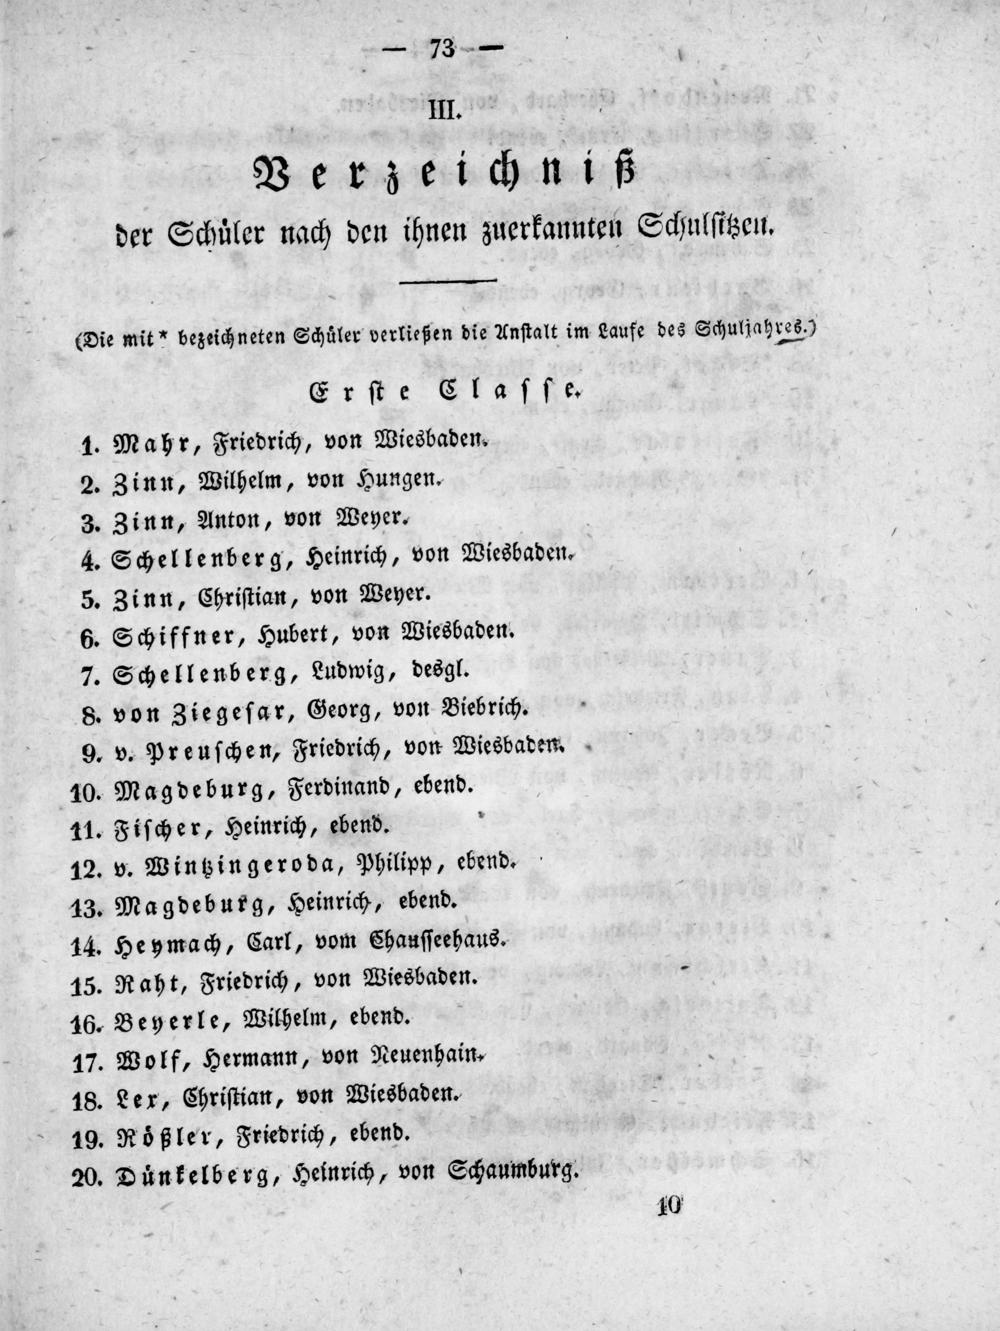 — 73 —
III.
Verzeichniß
der Schüler nach den ihnen zuerkannten Schulsitzen.
(Die mit * bezeichneten Schüler verließen die Anstalt im Laufe des Schuljahres.)
Erste Classe.
1. Mahr, Friedrich, von Wiesbaden.
2. Zinn, Wilhelm, von Hungen.
3. Zinn, Anton, von Weyer.
4. Schellenberg, Heinrich, von Wiesbaden.
5. Zinn, Christian, von Weyer.
6. Schiffner, Hubert, von Wiesbaden.
7. Schellenberg, Ludwig, desgl.
8. von Ziegesar, Georg, von Biebrich.
9. v. Preuschen, Friedrich, von Wiesbaden.
10. Magdeburg, Ferdinand, ebend.
11. Fischer, Heinrich, ebend.
12. v. Wintzingeroda, Philipp, ebend.
13. Magdeburg, Heinrich, ebend.
14. Heymach, Carl, vom Chausseehaus.
15. Raht, Friedrich, von Wiesbaden.
16. Beyerle, Wilhelm, ebend.
17. Wolf, Hermann, von Neuenhain.
18. Lex, Christian, von Wiesbaden.
19. Rößler, Friedrich, ebend.
20. Dünkelberg, Heinrich, von Schaumburg.
10